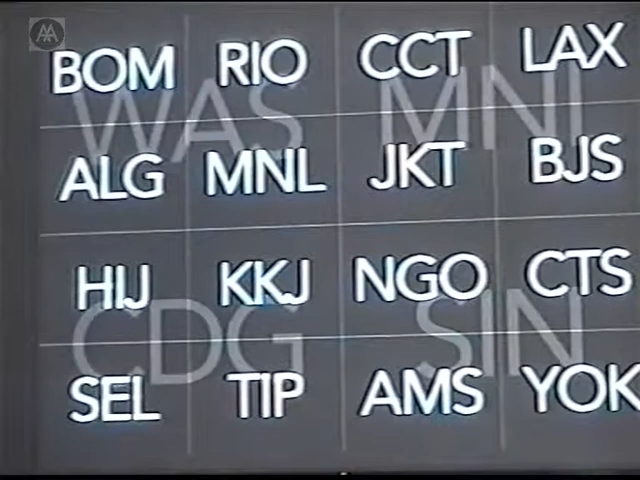 AA
BOM RIO CCT LAX
WAS MNI
ALG MNL JKT BJS
HIJ KKJ NGO CTS
CDG SIN
SEL TIP AMS YOK